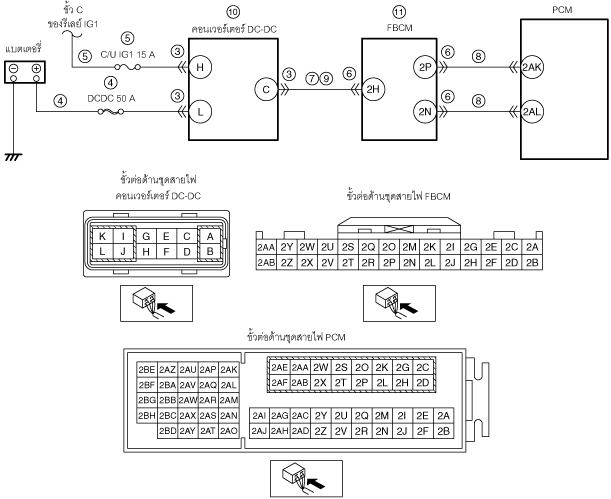 ขั้ว C
ของรีเลย์ IG1
แบตเตอรี่
⑤
C/U IG1 15 A
⑤
④
DCDC 50 A
④
③
③
⑩
คอนเวอร์เตอร์ DC-DC
H
L
C
③
⑦ ⑨
⑥
⑪
FBCM
2H
2P
2N
⑥
⑧
⑥
⑧
PCM
2AK
2AL
ขั้วต่อด้านชุดสายไฟ
คอนเวอร์เตอร์ DC-DC
K I G E C A
L J H F D B
ขั้วต่อด้านชุดสายไฟ FBCM
2AA 2Y 2W 2U 2S 2Q 2O 2M 2K 2I 2G 2E 2C 2A
2AB 2Z 2X 2V 2T 2R 2P 2N 2L 2J 2H 2F 2D 2B
ขั้วต่อด้านชุดสายไฟ PCM
2BE 2AZ 2AU 2AP 2AK
2BF 2BA 2AV 2AQ 2AL
2BG 2BB 2AW 2AR 2AM
2BH 2BC 2AX 2AS 2AN
2BD 2AY 2AT 2AO
2AE 2AA 2W 2S 2O 2K 2G 2C
2AF 2AB 2X 2T 2P 2L 2H 2D
2AI 2AG 2AC 2Y 2U 2Q 2M 2I 2E 2A
2AJ 2AH 2AD 2Z 2V 2R 2N 2J 2F 2B